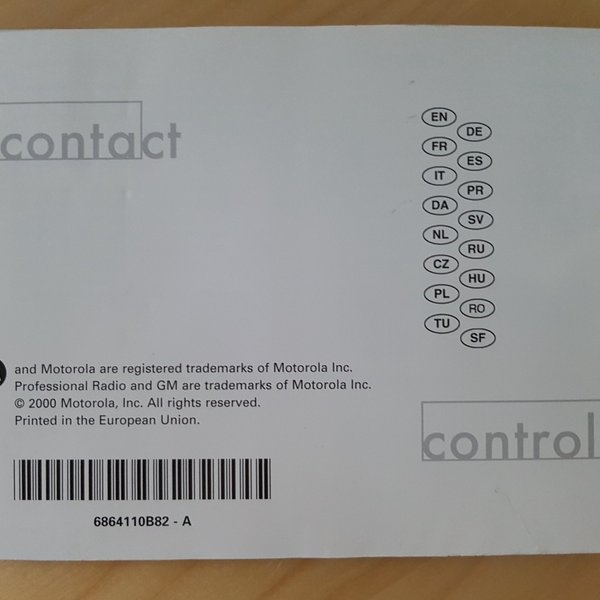 contact
EN
DE
FR
ES
IT
PR
DA
SV
NL
RU
CZ
HU
PL
RO
TU
SF
and Motorola are registered trademarks of Motorola Inc.
Professional Radio and GM are trademarks of Motorola Inc.
© 2000 Motorola, Inc. All rights reserved.
Printed in the European Union.
control
6864110B82 - A